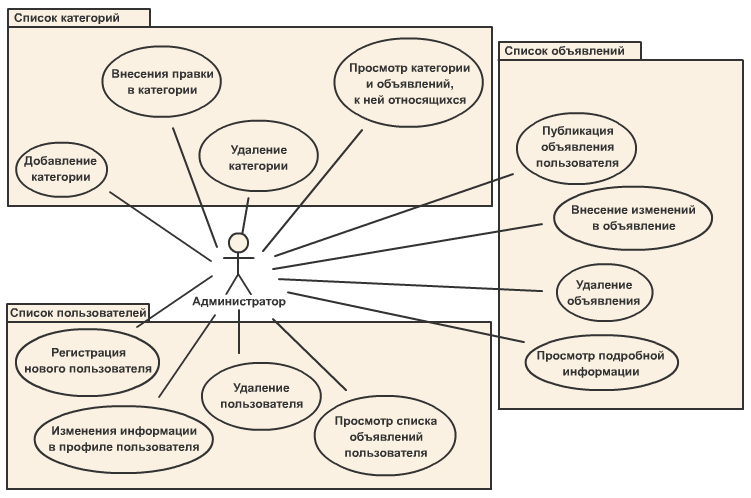 Список категорий
Внесения правки
в категории
Просмотр категории
и объявлений,
к ней относящихся
Добавление
категории
Удаление
категории
Список объявлений
Публикация
объявления
пользователя
Внесение изменений
в объявление
Удаление
объявления
Просмотр подробной
информации
Администратор
Список пользователей
Регистрация
нового пользователя
Изменения информации
в профиле пользователя
Удаление
пользователя
Просмотр списка
объявлений
пользователя